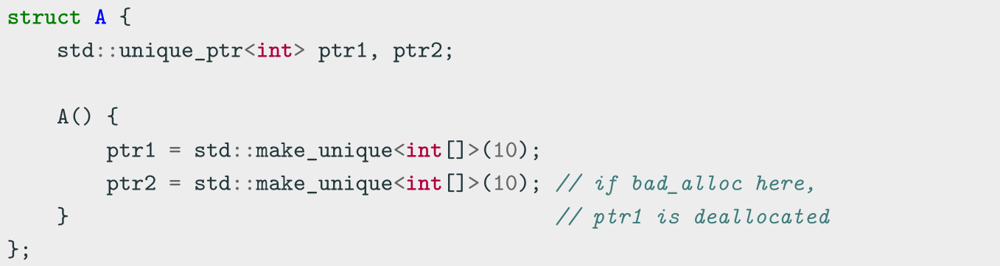 struct A {
    std::unique_ptr<int> ptr1, ptr2;

    A() {
        ptr1 = std::make_unique<int[]>(10);
        ptr2 = std::make_unique<int[]>(10); // if bad_alloc here,
    }                                       // ptr1 is deallocated
};